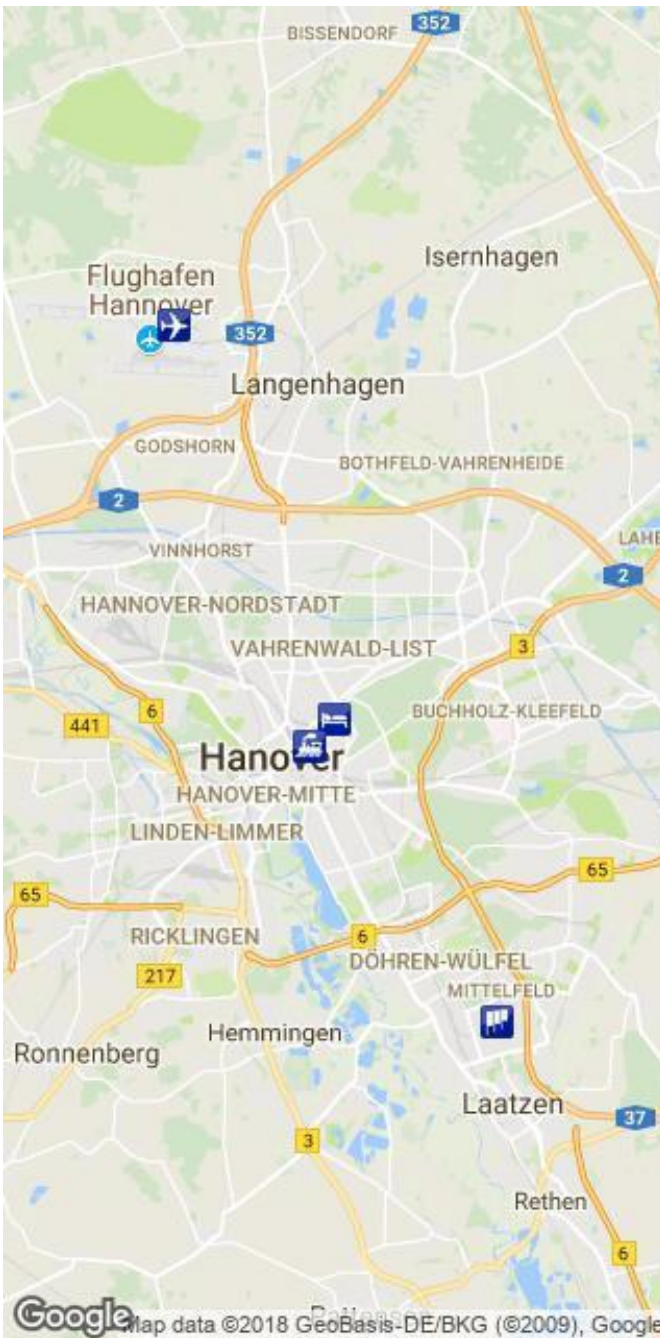 352
BISSENDORF
Isernhagen
Flughafen
Hannover
352
Langenhagen
GODSHORN
BOTHFELD-VAHRENHEIDE
2
VINNHORST
LAHE
2
HANNOVER-NORDSTADT
VAHRENWALD-LIST
3
6
BUCHHOLZ-KLEEFELD
441
Hanover
HANOVER-MITTE
LINDEN-LIMMER
65
65
RICKLINGEN
6
DÖHREN-WÜLFEL
217
MITTELFELD
Hemmingen
Ronnenberg
Laatzen
37
3
Rethen
6
Google
Map data ©2018 GeoBasis-DE/BKG (©2009), Google